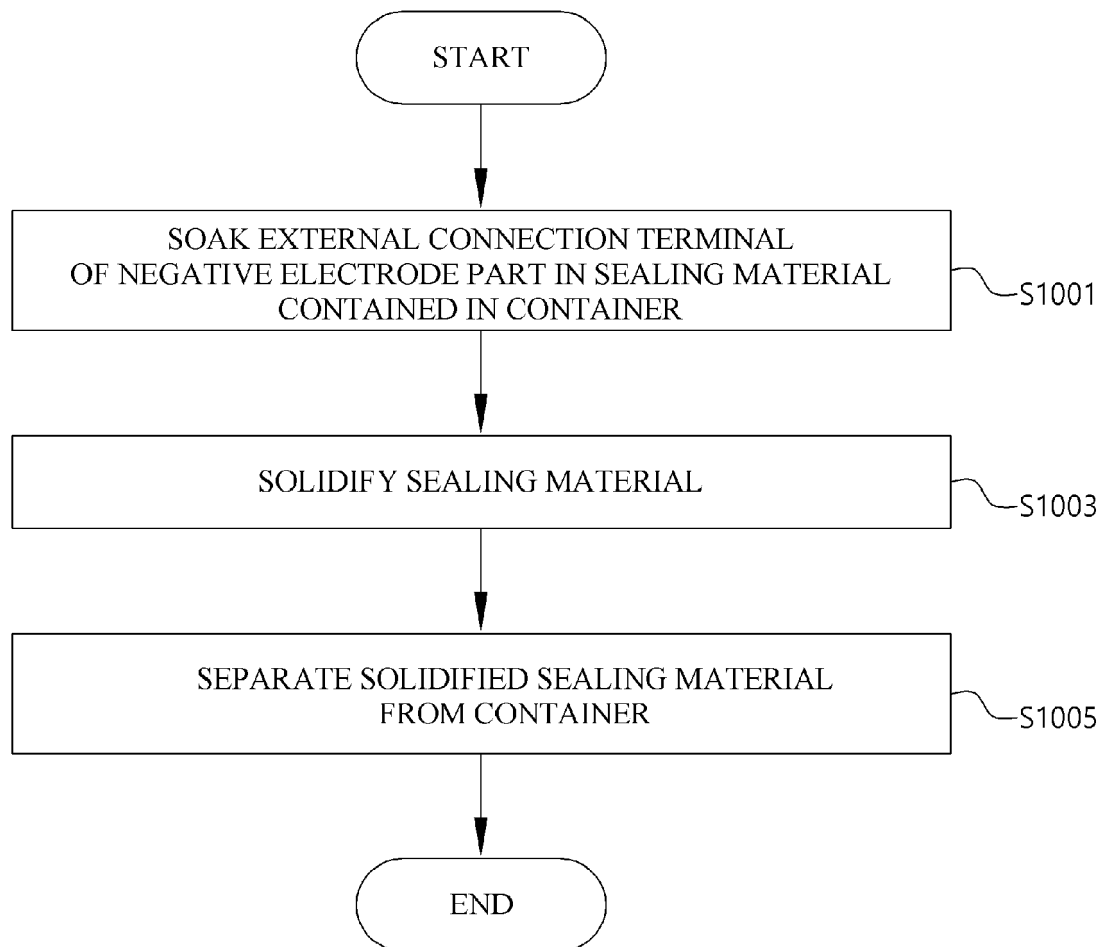 START
SOAK EXTERNAL CONNECTION TERMINAL
OF NEGATIVE ELECTRODE PART IN SEALING MATERIAL
CONTAINED IN CONTAINER
S1001
SOLIDIFY SEALING MATERIAL
S1003
SEPARATE SOLIDIFIED SEALING MATERIAL
FROM CONTAINER
S1005
END